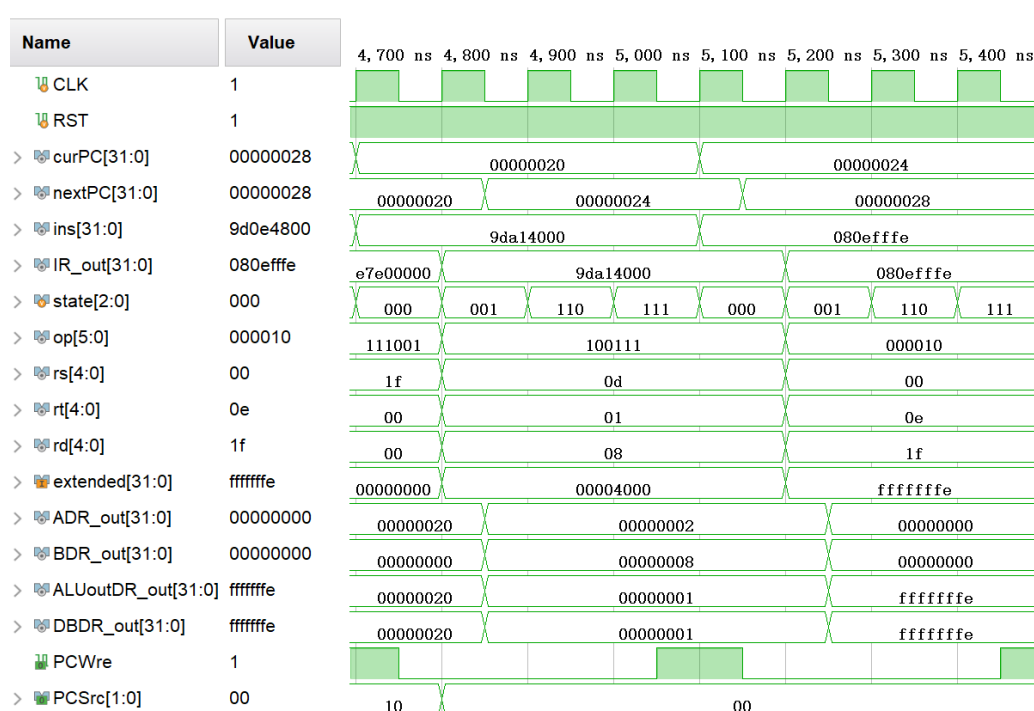 Name Value
4,700 ns 4,800 ns 4,900 ns 5,000 ns 5,100 ns 5,200 ns 5,300 ns 5,400 ns
CLK 1
RST 1
curPC[31:0] 00000028 00000020 00000024
nextPC[31:0] 00000028 00000020 00000024 00000028
ins[31:0] 9d0e4800 9da14000 080efffe
IR_out[31:0] 080efffe e7e00000 9da14000 080efffe
state[2:0] 000 000 001 110 111 000 001 110 111
op[5:0] 000010 111001 100111 000010
rs[4:0] 00 1f 0d 00
rt[4:0] 0e 00 01 0e
rd[4:0] 1f 00 08 1f
extended[31:0] fffffffe 00000000 00004000 fffffffe
ADR_out[31:0] 00000000 00000020 00000002 00000000
BDR_out[31:0] 00000000 00000000 00000008 00000000
ALUoutDR_out[31:0] fffffffe 00000020 00000001 fffffffe
DBDR_out[31:0] fffffffe 00000020 00000001 fffffffe
PCWre 1
PCSrc[1:0] 00 10 00